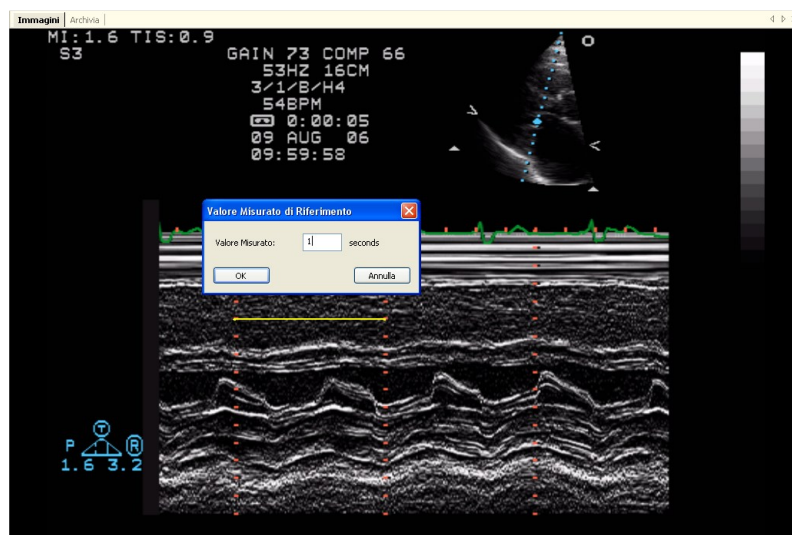 Immagini Archivia
MI:1.6 TIS:0.9
S3
GAIN 73 COMP 66
53HZ 16CM
3/1/B/H4
54BPM
0:00:05
09 AUG 06
09:59:58
Valore Misurato di Riferimento
Valore Misurato: 1 seconds
OK Annulla
T
P R
1.6 3.2